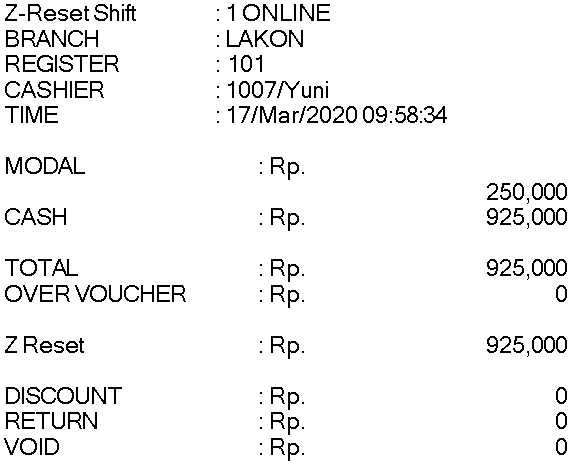 Z-Reset Shift : 1 ONLINE
BRANCH : LAKON
REGISTER : 101
CASHIER : 1007/Yuni
TIME : 17/Mar/2020 09:58:34
MODAL : Rp.
250,000
CASH : Rp. 925,000
TOTAL : Rp. 925,000
OVER VOUCHER : Rp. 0
Z Reset : Rp. 925,000
DISCOUNT : Rp. 0
RETURN : Rp. 0
VOID : Rp. 0